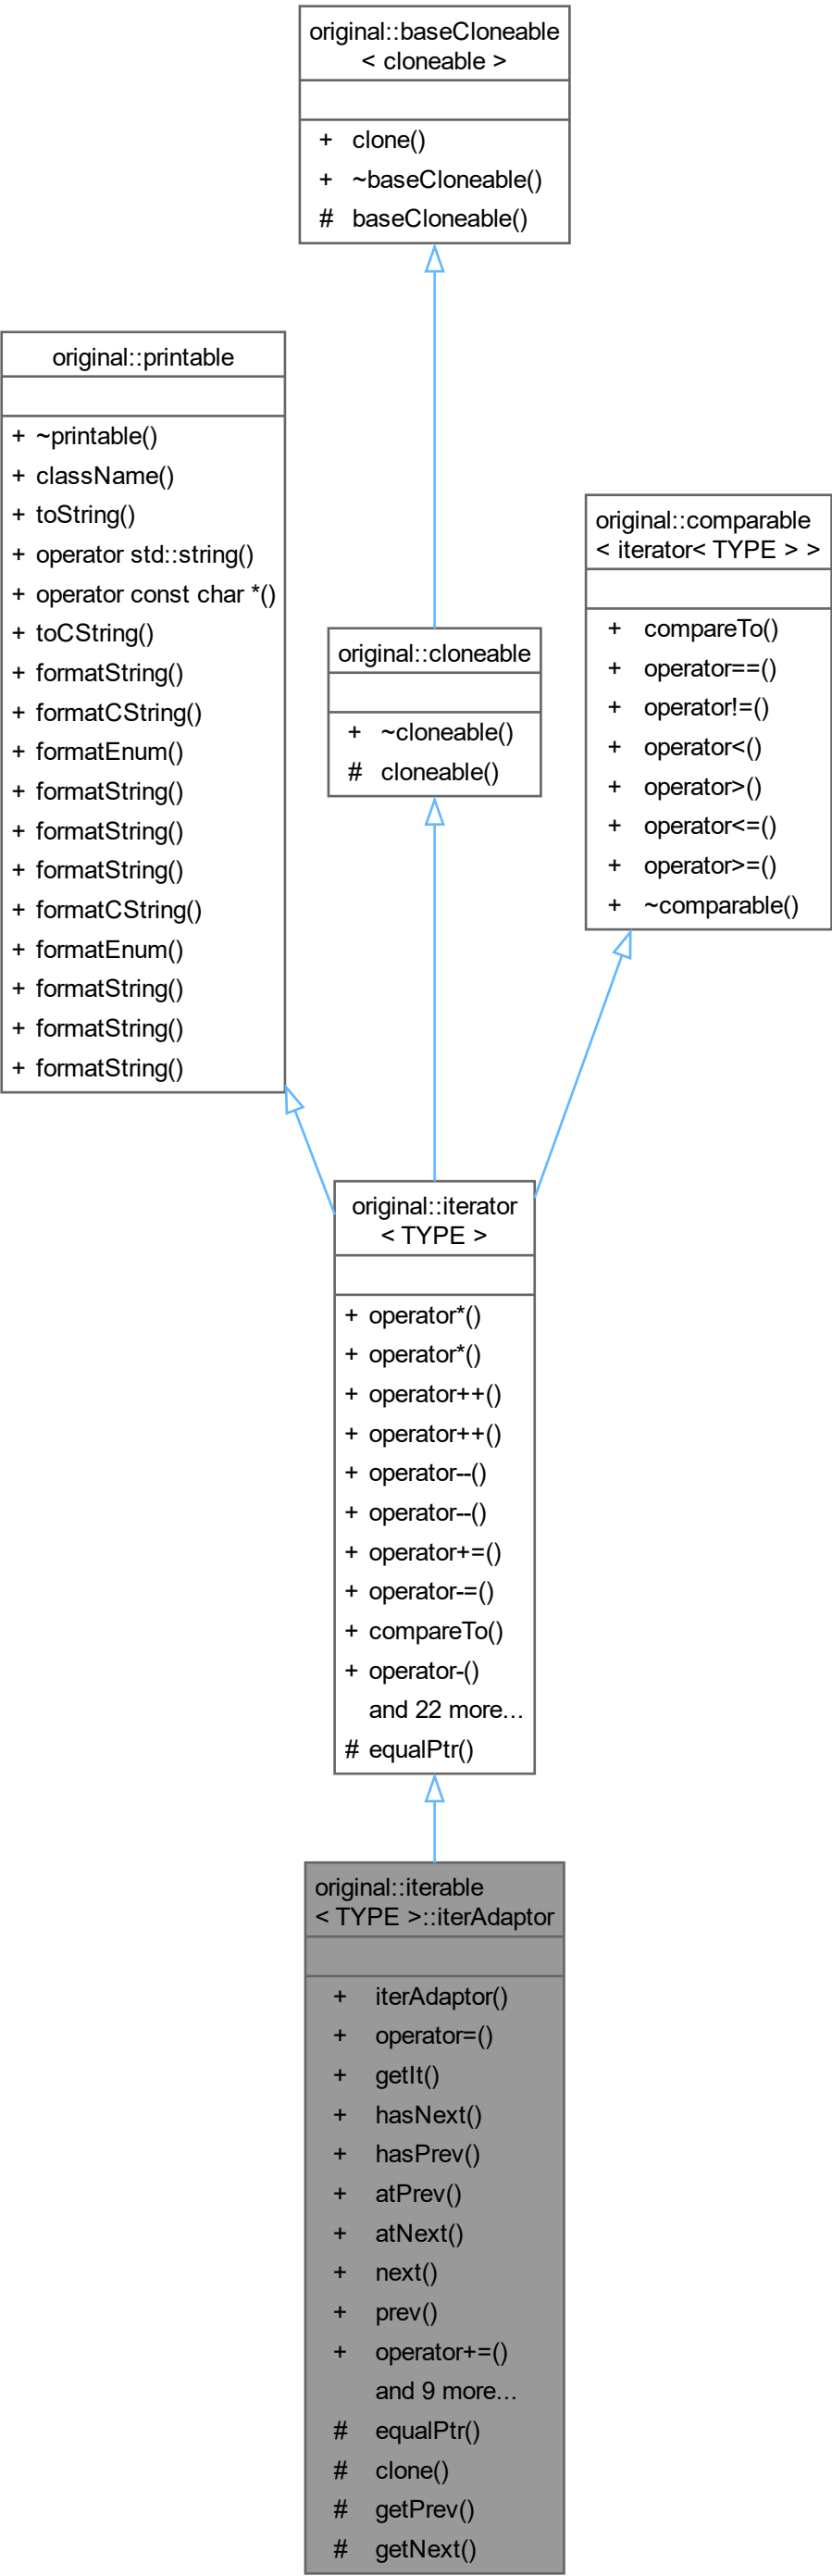 original::baseCloneable
< cloneable >
+ clone()
+ ~baseCloneable()
# baseCloneable()
original::printable
+ ~printable()
+ className()
+ toString()
+ operator std::string()
+ operator const char *()
+ toCString()
+ formatString()
+ formatCString()
+ formatEnum()
+ formatString()
+ formatString()
+ formatString()
+ formatCString()
+ formatEnum()
+ formatString()
+ formatString()
+ formatString()
original::cloneable
+ ~cloneable()
# cloneable()
original::comparable
< iterator< TYPE > >
+ compareTo()
+ operator==()
+ operator!=()
+ operator<()
+ operator>()
+ operator<=()
+ operator>=()
+ ~comparable()
original::iterator
< TYPE >
+ operator*()
+ operator*()
+ operator++()
+ operator++()
+ operator--()
+ operator--()
+ operator+=()
+ operator-=()
+ compareTo()
+ operator-()
and 22 more...
# equalPtr()
original::iterable
< TYPE >::iterAdaptor
+ iterAdaptor()
+ operator=()
+ getIt()
+ hasNext()
+ hasPrev()
+ atPrev()
+ atNext()
+ next()
+ prev()
+ operator+=()
and 9 more...
# equalPtr()
# clone()
# getPrev()
# getNext()